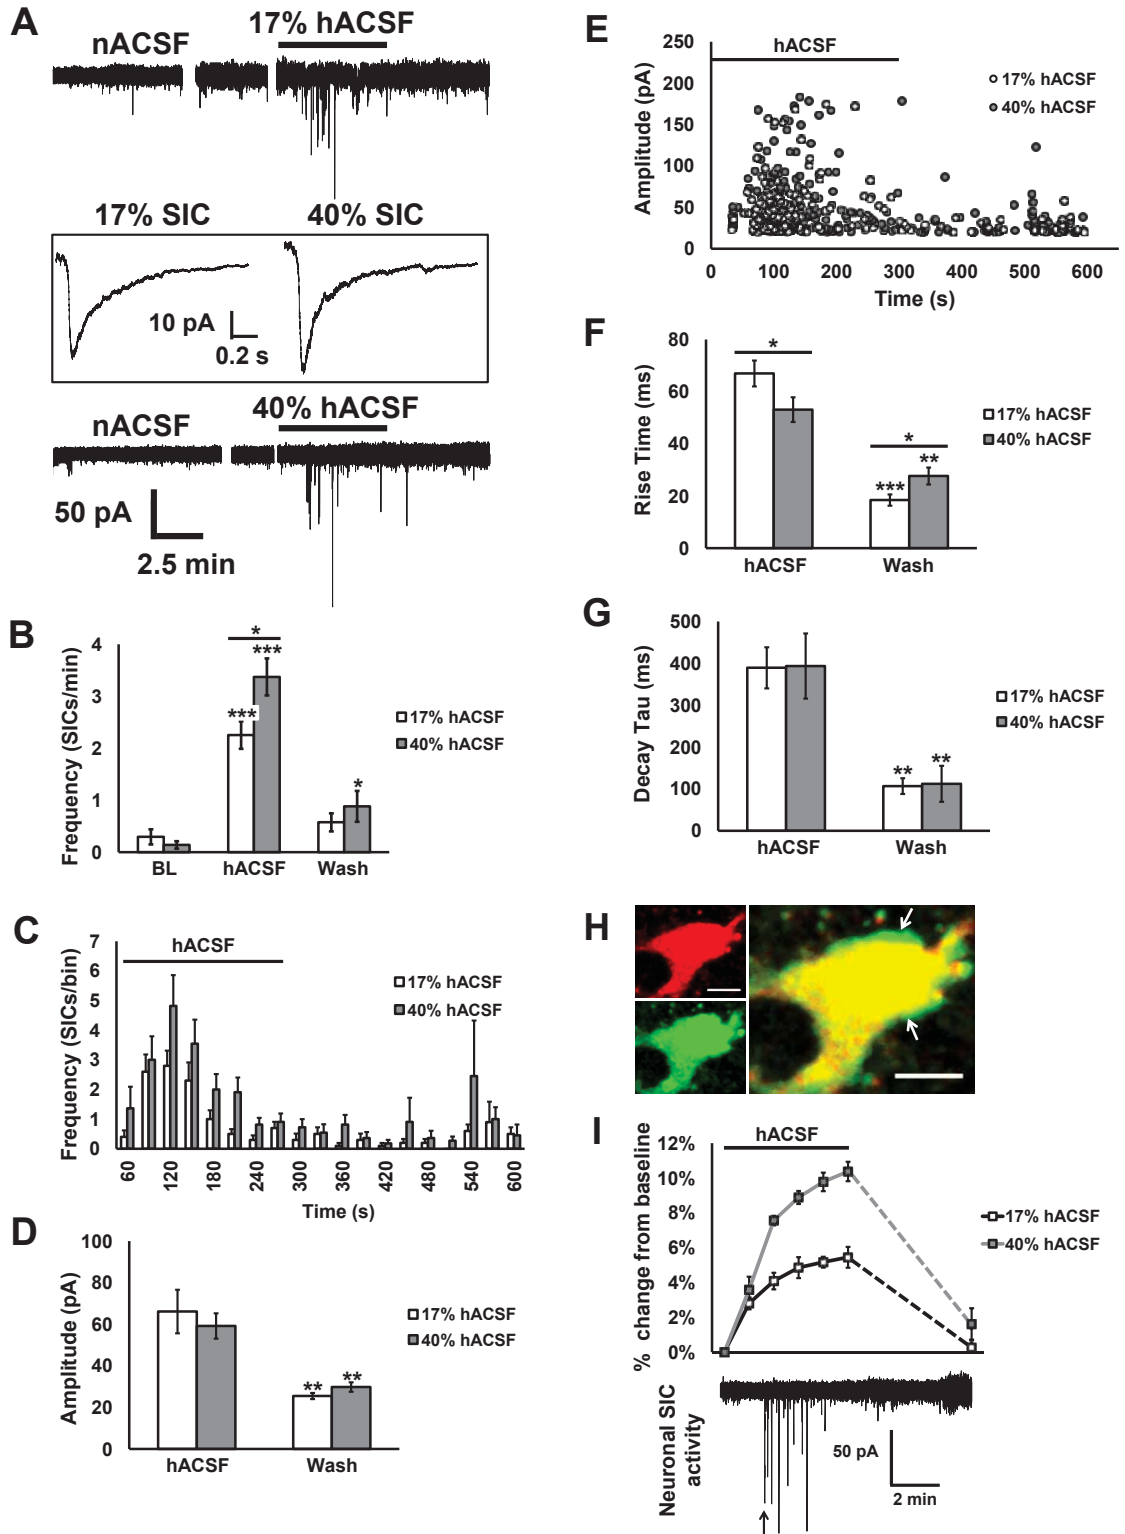 A
nACSF
17% hACSF
17% SIC
40% SIC
10 pA
0.2 s
nACSF
40% hACSF
50 pA
2.5 min
B
Frequency (SICs/min)
4
3
2
1
0
*
***
***
*
BL
hACSF
Wash
17% hACSF
40% hACSF
C
Frequency (SICs/bin)
7
6
5
4
3
2
1
0
hACSF
17% hACSF
40% hACSF
60
120
180
240
300
360
420
480
540
600
Time (s)
D
Amplitude (pA)
100
80
60
40
20
0
**
**
hACSF
Wash
17% hACSF
40% hACSF
E
Amplitude (pA)
250
200
150
100
50
0
hACSF
17% hACSF
40% hACSF
0
100
200
300
400
500
600
Time (s)
F
Rise Time (ms)
80
60
40
20
0
*
*
***
**
hACSF
Wash
17% hACSF
40% hACSF
G
Decay Tau (ms)
500
400
300
200
100
0
**
**
hACSF
Wash
17% hACSF
40% hACSF
H
I
% change from baseline
12%
10%
8%
6%
4%
2%
0%
hACSF
17% hACSF
40% hACSF
Neuronal SIC
activity
50 pA
2 min